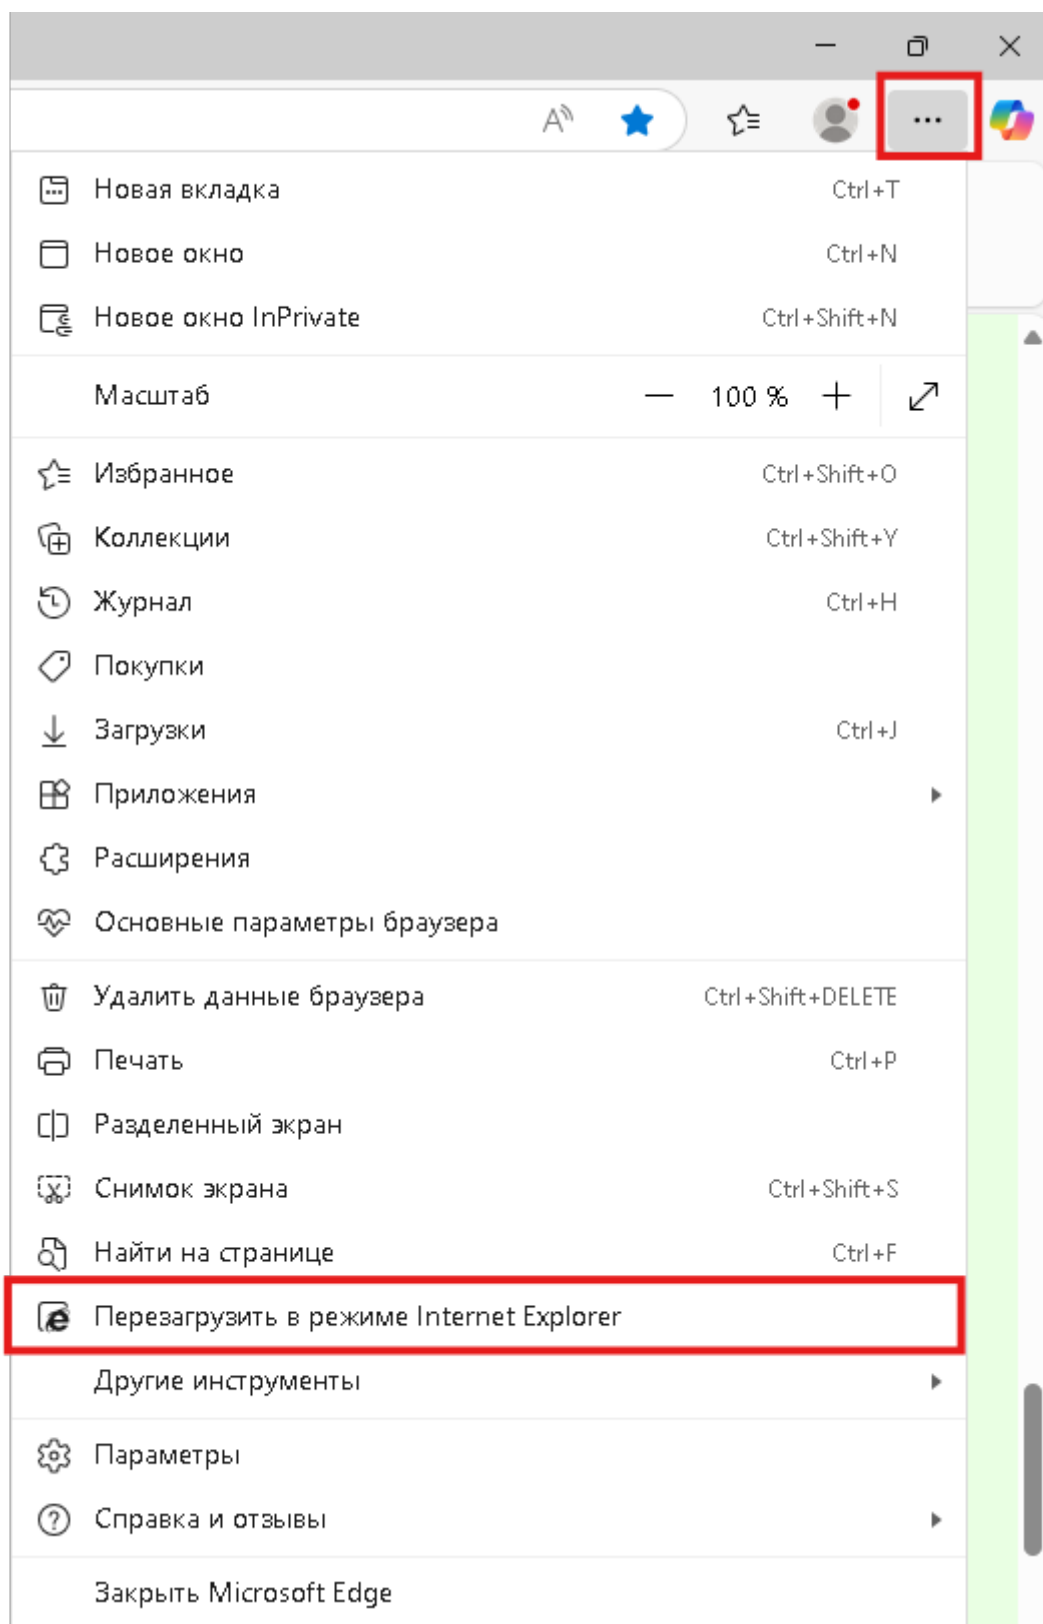 Новая вкладка Ctrl+T
Новое окно Ctrl+N
Новое окно InPrivate Ctrl+Shift+N
Масштаб — 100 % +
Избранное Ctrl+Shift+O
Коллекции Ctrl+Shift+Y
Журнал Ctrl+H
Покупки
Загрузки Ctrl+J
Приложения
Расширения
Основные параметры браузера
Удалить данные браузера Ctrl+Shift+DELETE
Печать Ctrl+P
Разделенный экран
Снимок экрана Ctrl+Shift+S
Найти на странице Ctrl+F
Перезагрузить в режиме Internet Explorer
Другие инструменты
Параметры
Справка и отзывы
Закрыть Microsoft Edge